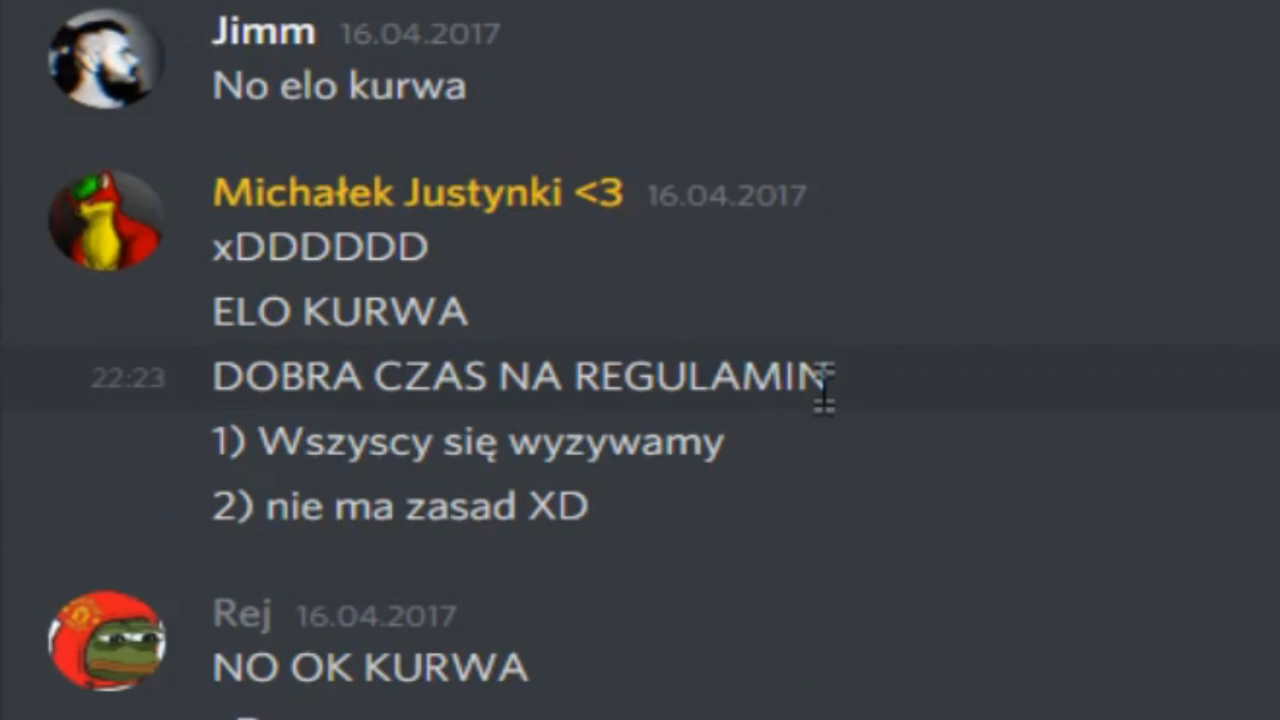 Jimm 16.04.2017
No elo kurwa
Michałek Justynki <3 16.04.2017
xDDDDDD
ELO KURWA
22:23 DOBRA CZAS NA REGULAMIN
1) Wszyscy się wyzywamy
2) nie ma zasad XD
Rej 16.04.2017
NO OK KURWA